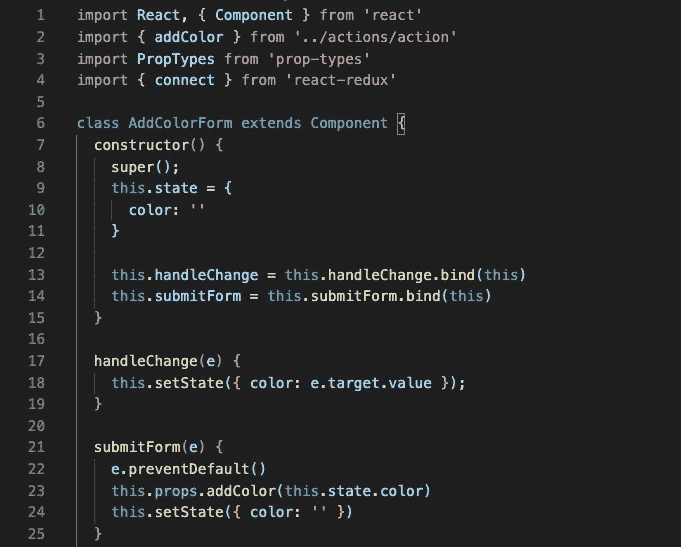 1 import React, { Component } from 'react'
2 import { addColor } from '../actions/action'
3 import PropTypes from 'prop-types'
4 import { connect } from 'react-redux'
5
6 class AddColorForm extends Component {
7 constructor() {
8 super();
9 this.state = {
10 color: ''
11 }
12
13 this.handleChange = this.handleChange.bind(this)
14 this.submitForm = this.submitForm.bind(this)
15 }
16
17 handleChange(e) {
18 this.setState({ color: e.target.value });
19 }
20
21 submitForm(e) {
22 e.preventDefault()
23 this.props.addColor(this.state.color)
24 this.setState({ color: '' })
25 }